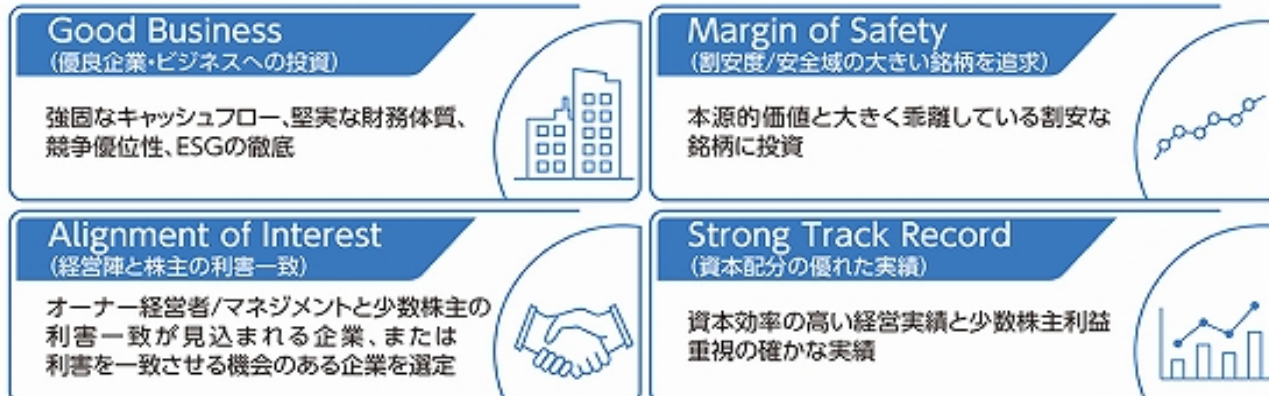 Good Business
（優良企業・ビジネスへの投資）
強固なキャッシュフロー、堅実な財務体質、
競争優位性、ESGの徹底
Margin of Safety
（割安度/安全域の大きい銘柄を追求）
本源的価値と大きく乖離している割安な
銘柄に投資
Alignment of Interest
（経営陣と株主の利害一致）
オーナー経営者/マネジメントと少数株主の
利害一致が見込まれる企業、または
利害を一致させる機会のある企業を選定
Strong Track Record
（資本配分の優れた実績）
資本効率の高い経営実績と少数株主利益
重視の確かな実績